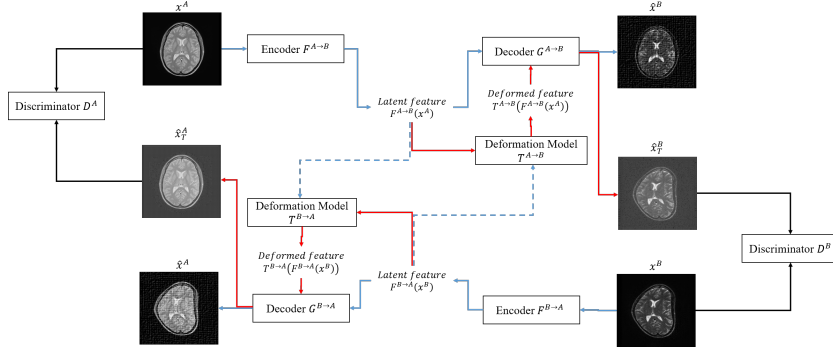 x^A
x̂^B
Encoder F^{A→B}
Decoder G^{A→B}
Discriminator D^A
Latent feature
F^{A→B}(x^A)
Deformed feature
T^{A→B}(F^{A→B}(x^A))
x̂_T^A
x̂_T^B
Deformation Model
T^{A→B}
Deformation Model
T^{B→A}
Discriminator D^B
Deformed feature
T^{B→A}(F^{B→A}(x^B))
x̂^A
Latent feature
F^{B→A}(x^B)
x^B
Decoder G^{B→A}
Encoder F^{B→A}